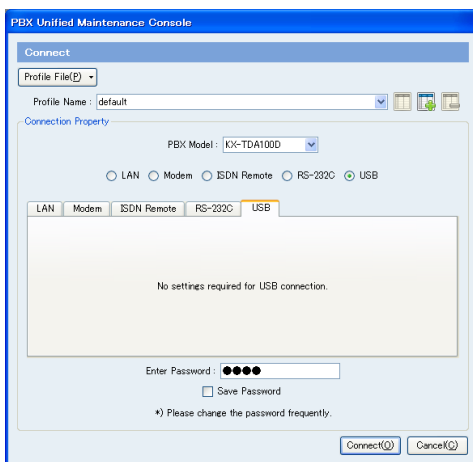 PBX Unified Maintenance Console
Connect
Profile File(P)
Profile Name : default
Connection Property
PBX Model : KX-TDA100D
LAN Modem ISDN Remote RS-232C USB
LAN Modem ISDN Remote RS-232C USB
No settings required for USB connection.
Enter Password : ●●●●
Save Password
*) Please change the password frequently.
Connect(O) Cancel(C)